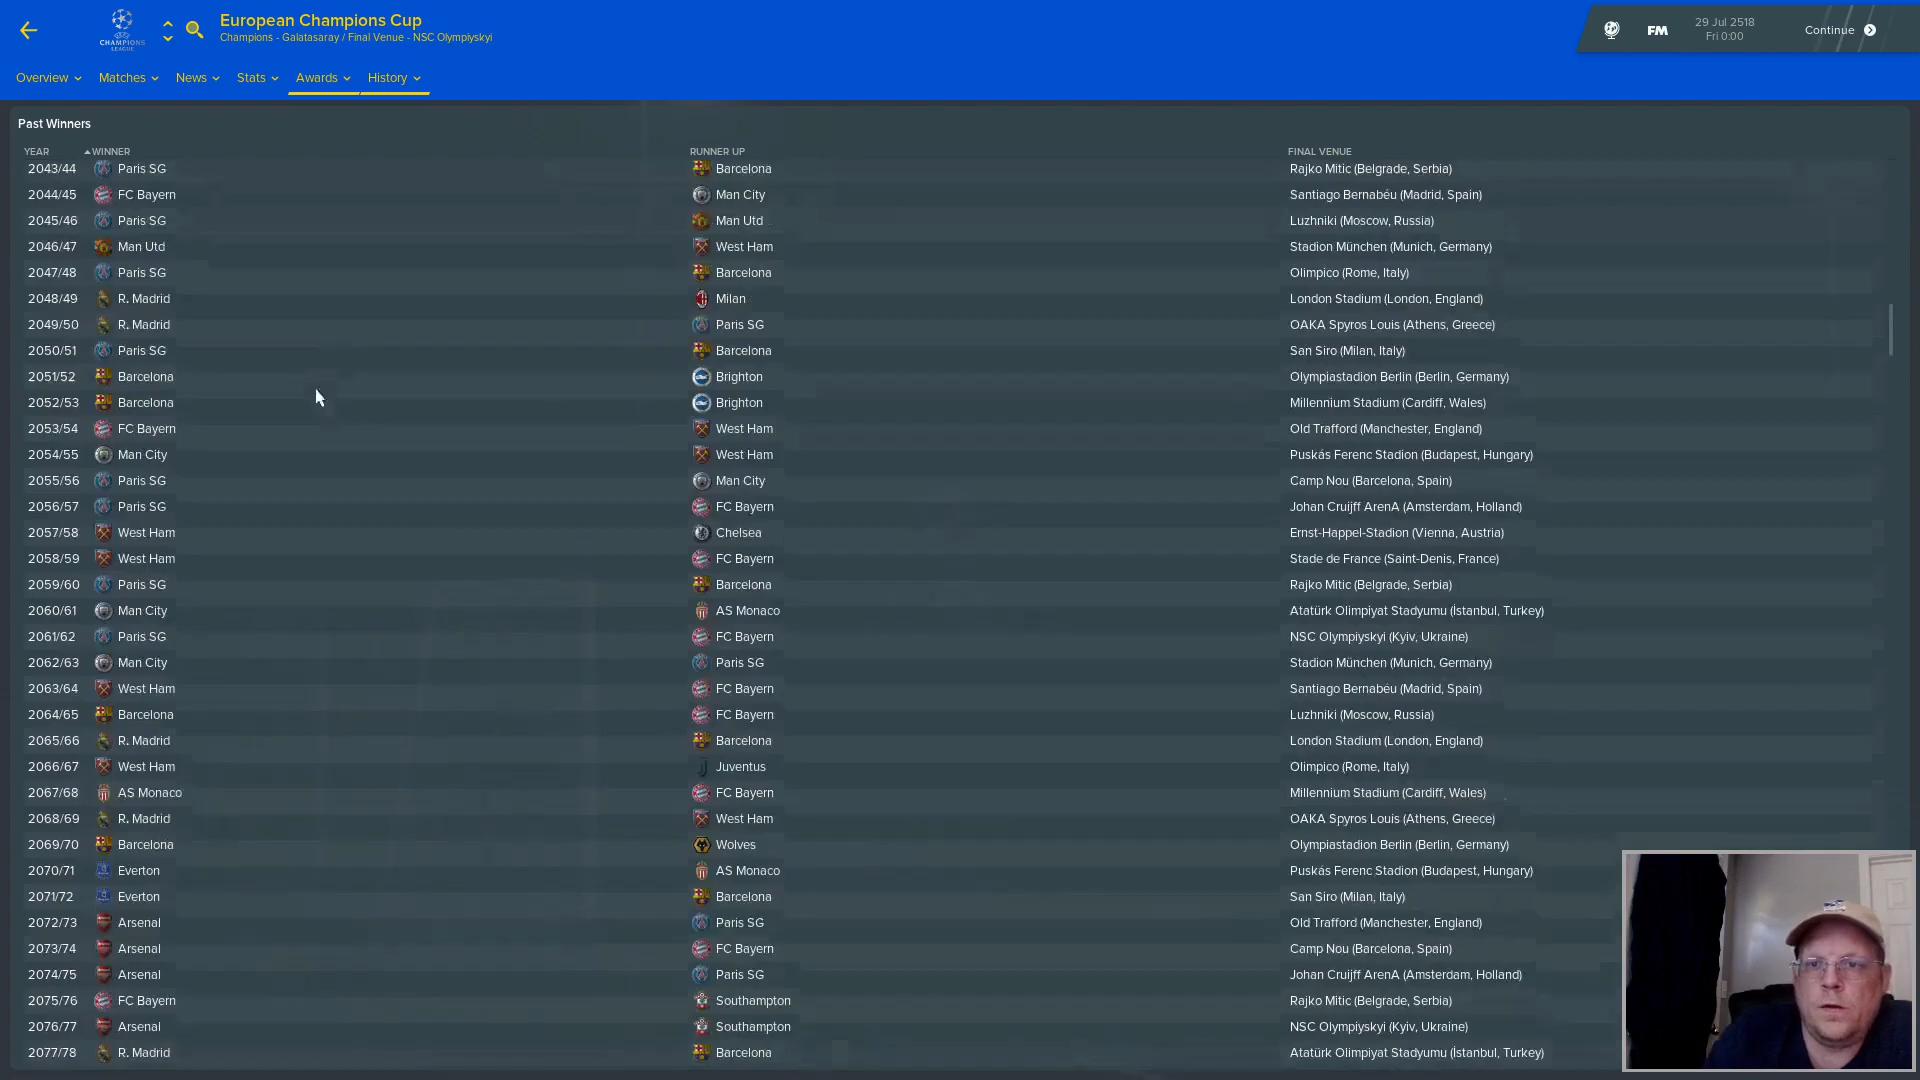 European Champions Cup
Champions - Galatasaray / Final Venue - NSC Olympiyskyi
CHAMPIONS
LEAGUE
FM
29 Jul 2518
Fri 0:00
Continue
Overview Matches News Stats Awards History
Past Winners
YEAR WINNER RUNNER UP FINAL VENUE
2043/44 Paris SG Barcelona Rajko Mitic (Belgrade, Serbia)
2044/45 FC Bayern Man City Santiago Bernabéu (Madrid, Spain)
2045/46 Paris SG Man Utd Luzhniki (Moscow, Russia)
2046/47 Man Utd West Ham Stadion München (Munich, Germany)
2047/48 Paris SG Barcelona Olimpico (Rome, Italy)
2048/49 R. Madrid Milan London Stadium (London, England)
2049/50 R. Madrid Paris SG OAKA Spyros Louis (Athens, Greece)
2050/51 Paris SG Barcelona San Siro (Milan, Italy)
2051/52 Barcelona Brighton Olympiastadion Berlin (Berlin, Germany)
2052/53 Barcelona Brighton Millennium Stadium (Cardiff, Wales)
2053/54 FC Bayern West Ham Old Trafford (Manchester, England)
2054/55 Man City West Ham Puskás Ferenc Stadion (Budapest, Hungary)
2055/56 Paris SG Man City Camp Nou (Barcelona, Spain)
2056/57 Paris SG FC Bayern Johan Cruijff ArenA (Amsterdam, Holland)
2057/58 West Ham Chelsea Ernst-Happel-Stadion (Vienna, Austria)
2058/59 West Ham FC Bayern Stade de France (Saint-Denis, France)
2059/60 Paris SG Barcelona Rajko Mitic (Belgrade, Serbia)
2060/61 Man City AS Monaco Atatürk Olimpiyat Stadyumu (İstanbul, Turkey)
2061/62 Paris SG FC Bayern NSC Olympiyskyi (Kyiv, Ukraine)
2062/63 Man City Paris SG Stadion München (Munich, Germany)
2063/64 West Ham FC Bayern Santiago Bernabéu (Madrid, Spain)
2064/65 Barcelona FC Bayern Luzhniki (Moscow, Russia)
2065/66 R. Madrid Barcelona London Stadium (London, England)
2066/67 West Ham Juventus Olimpico (Rome, Italy)
2067/68 AS Monaco FC Bayern Millennium Stadium (Cardiff, Wales)
2068/69 R. Madrid West Ham OAKA Spyros Louis (Athens, Greece)
2069/70 Barcelona Wolves Olympiastadion Berlin (Berlin, Germany)
2070/71 Everton AS Monaco Puskás Ferenc Stadion (Budapest, Hungary)
2071/72 Everton Barcelona San Siro (Milan, Italy)
2072/73 Arsenal Paris SG Old Trafford (Manchester, England)
2073/74 Arsenal FC Bayern Camp Nou (Barcelona, Spain)
2074/75 Arsenal Paris SG Johan Cruijff ArenA (Amsterdam, Holland)
2075/76 FC Bayern Southampton Rajko Mitic (Belgrade, Serbia)
2076/77 Arsenal Southampton NSC Olympiyskyi (Kyiv, Ukraine)
2077/78 R. Madrid Barcelona Atatürk Olimpiyat Stadyumu (İstanbul, Turkey)